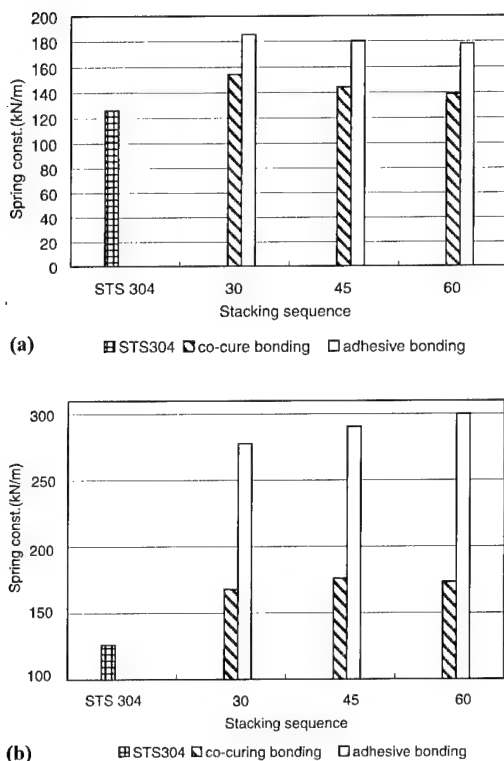 200
180
160
140
120
100
80
60
40
20
0
Spring const.(kN/m)
STS 304 30 45 60
Stacking sequence
(a) STS304 co-cure bonding adhesive bonding
300
250
200
150
100
Spring const.(kN/m)
STS 304 30 45 60
Stacking sequence
(b) STS304 co-curing bonding adhesive bonding